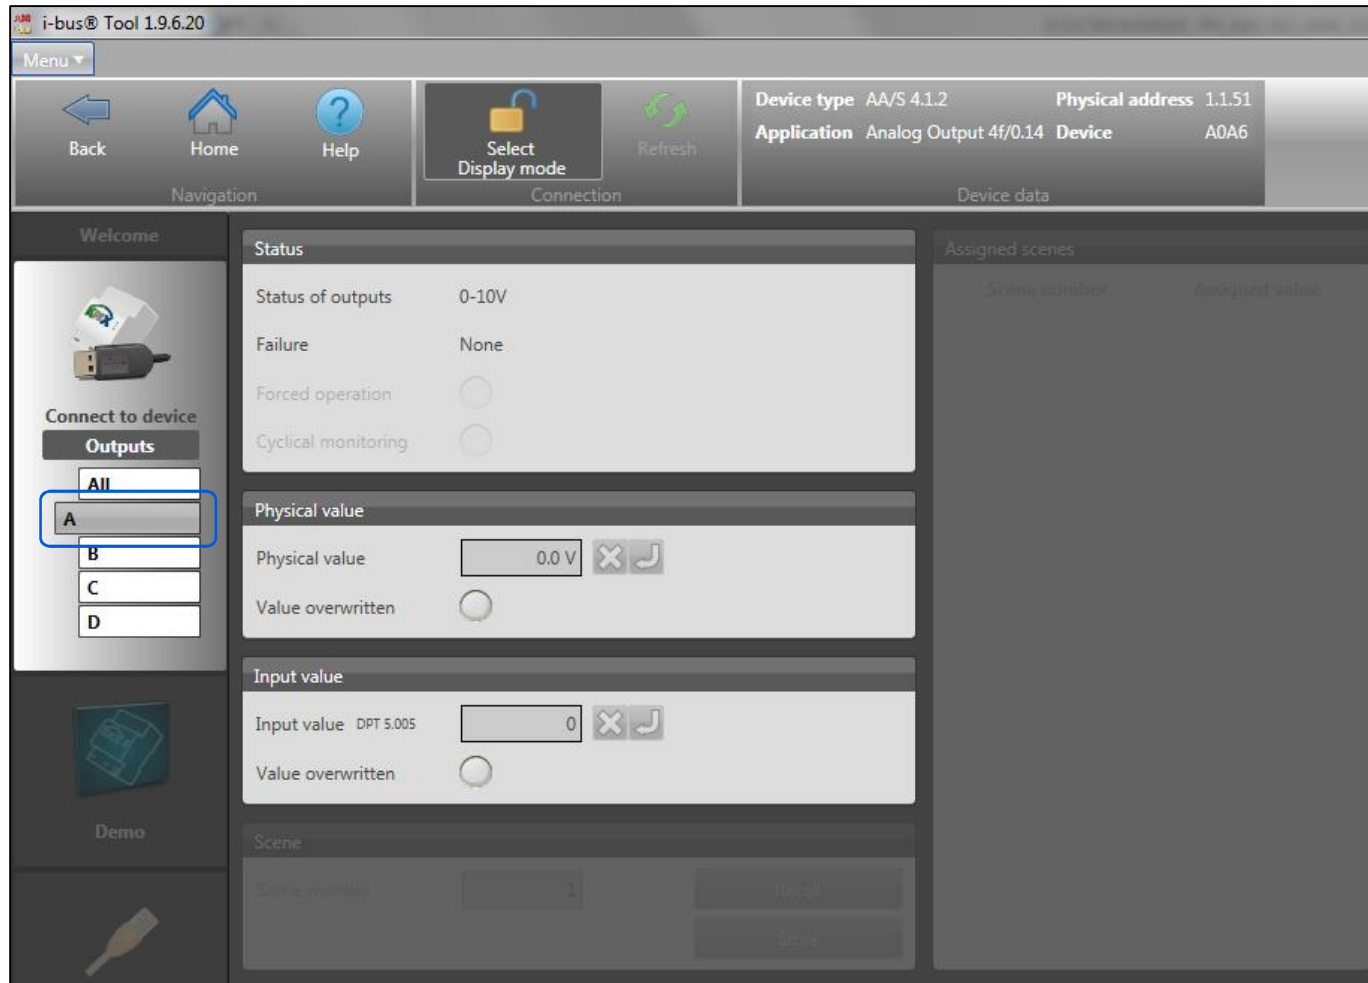 i-bus® Tool 1.9.6.20
Menu
Back
Home
Help
Navigation
Select
Display mode
Refresh
Connection
Device type AA/S 4.1.2 Physical address 1.1.51
Application Analog Output 4f/0.14 Device A0A6
Device data
Welcome
Connect to device
Outputs
All
A
B
C
D
Demo
Status
Status of outputs 0-10V
Failure None
Forced operation
Cyclical monitoring
Physical value
Physical value 0.0 V
Value overwritten
Input value
Input value DPT 5.005 0
Value overwritten
Scene
Scene number 1
Recall
Store
Assigned scenes
Scene number Assigned value